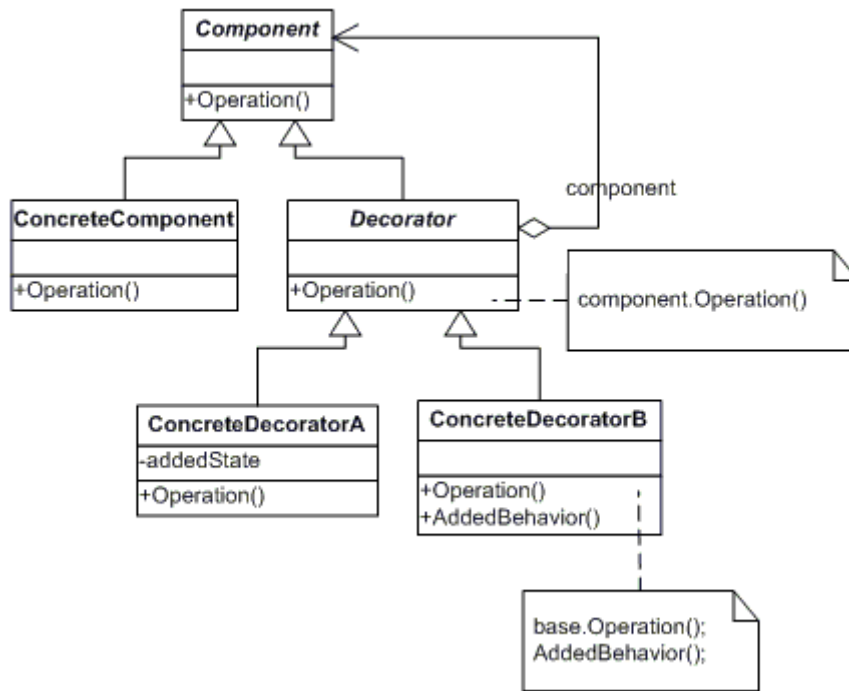 Component
+Operation()
component
ConcreteComponent
+Operation()
Decorator
+Operation()
component.Operation()
ConcreteDecoratorA
-addedState
+Operation()
ConcreteDecoratorB
+Operation()
+AddedBehavior()
base.Operation();
AddedBehavior();